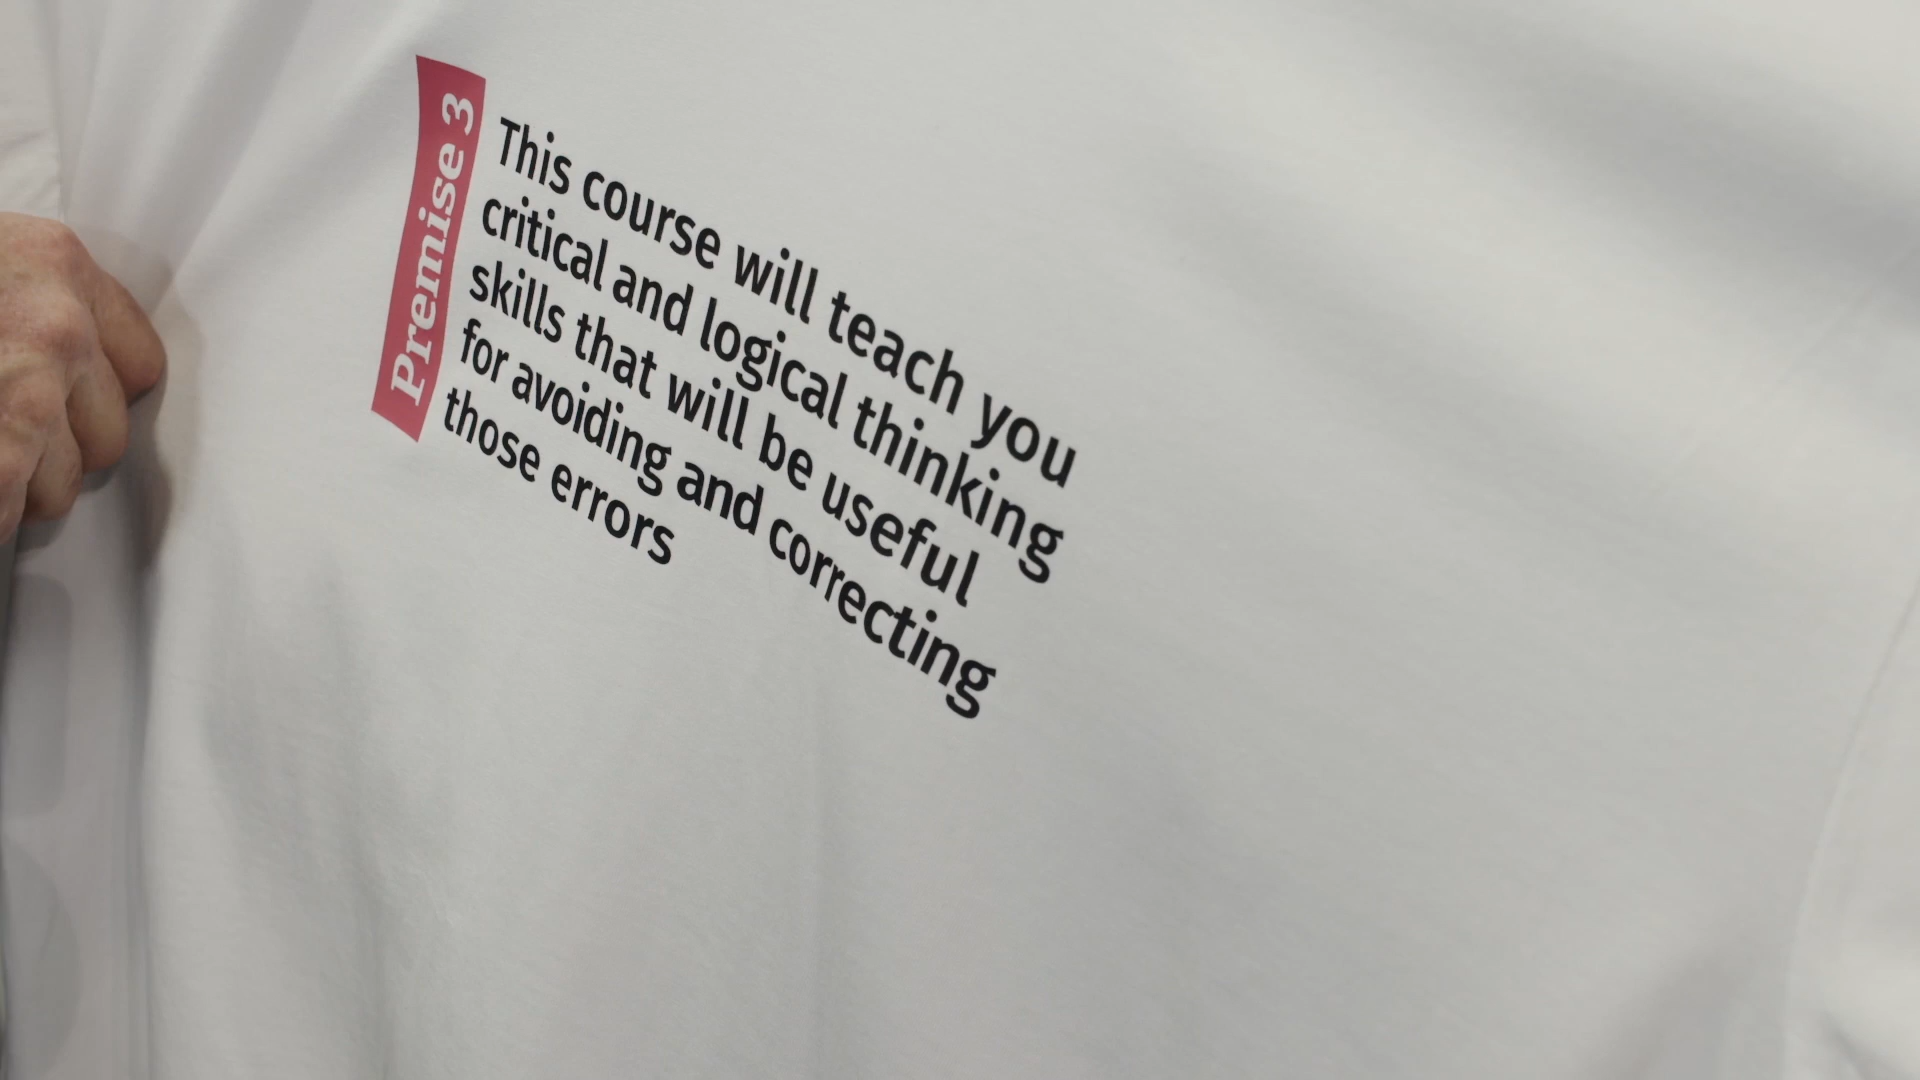 Premise 3
This course will teach you
critical and logical thinking
skills that will be useful
for avoiding and correcting
those errors